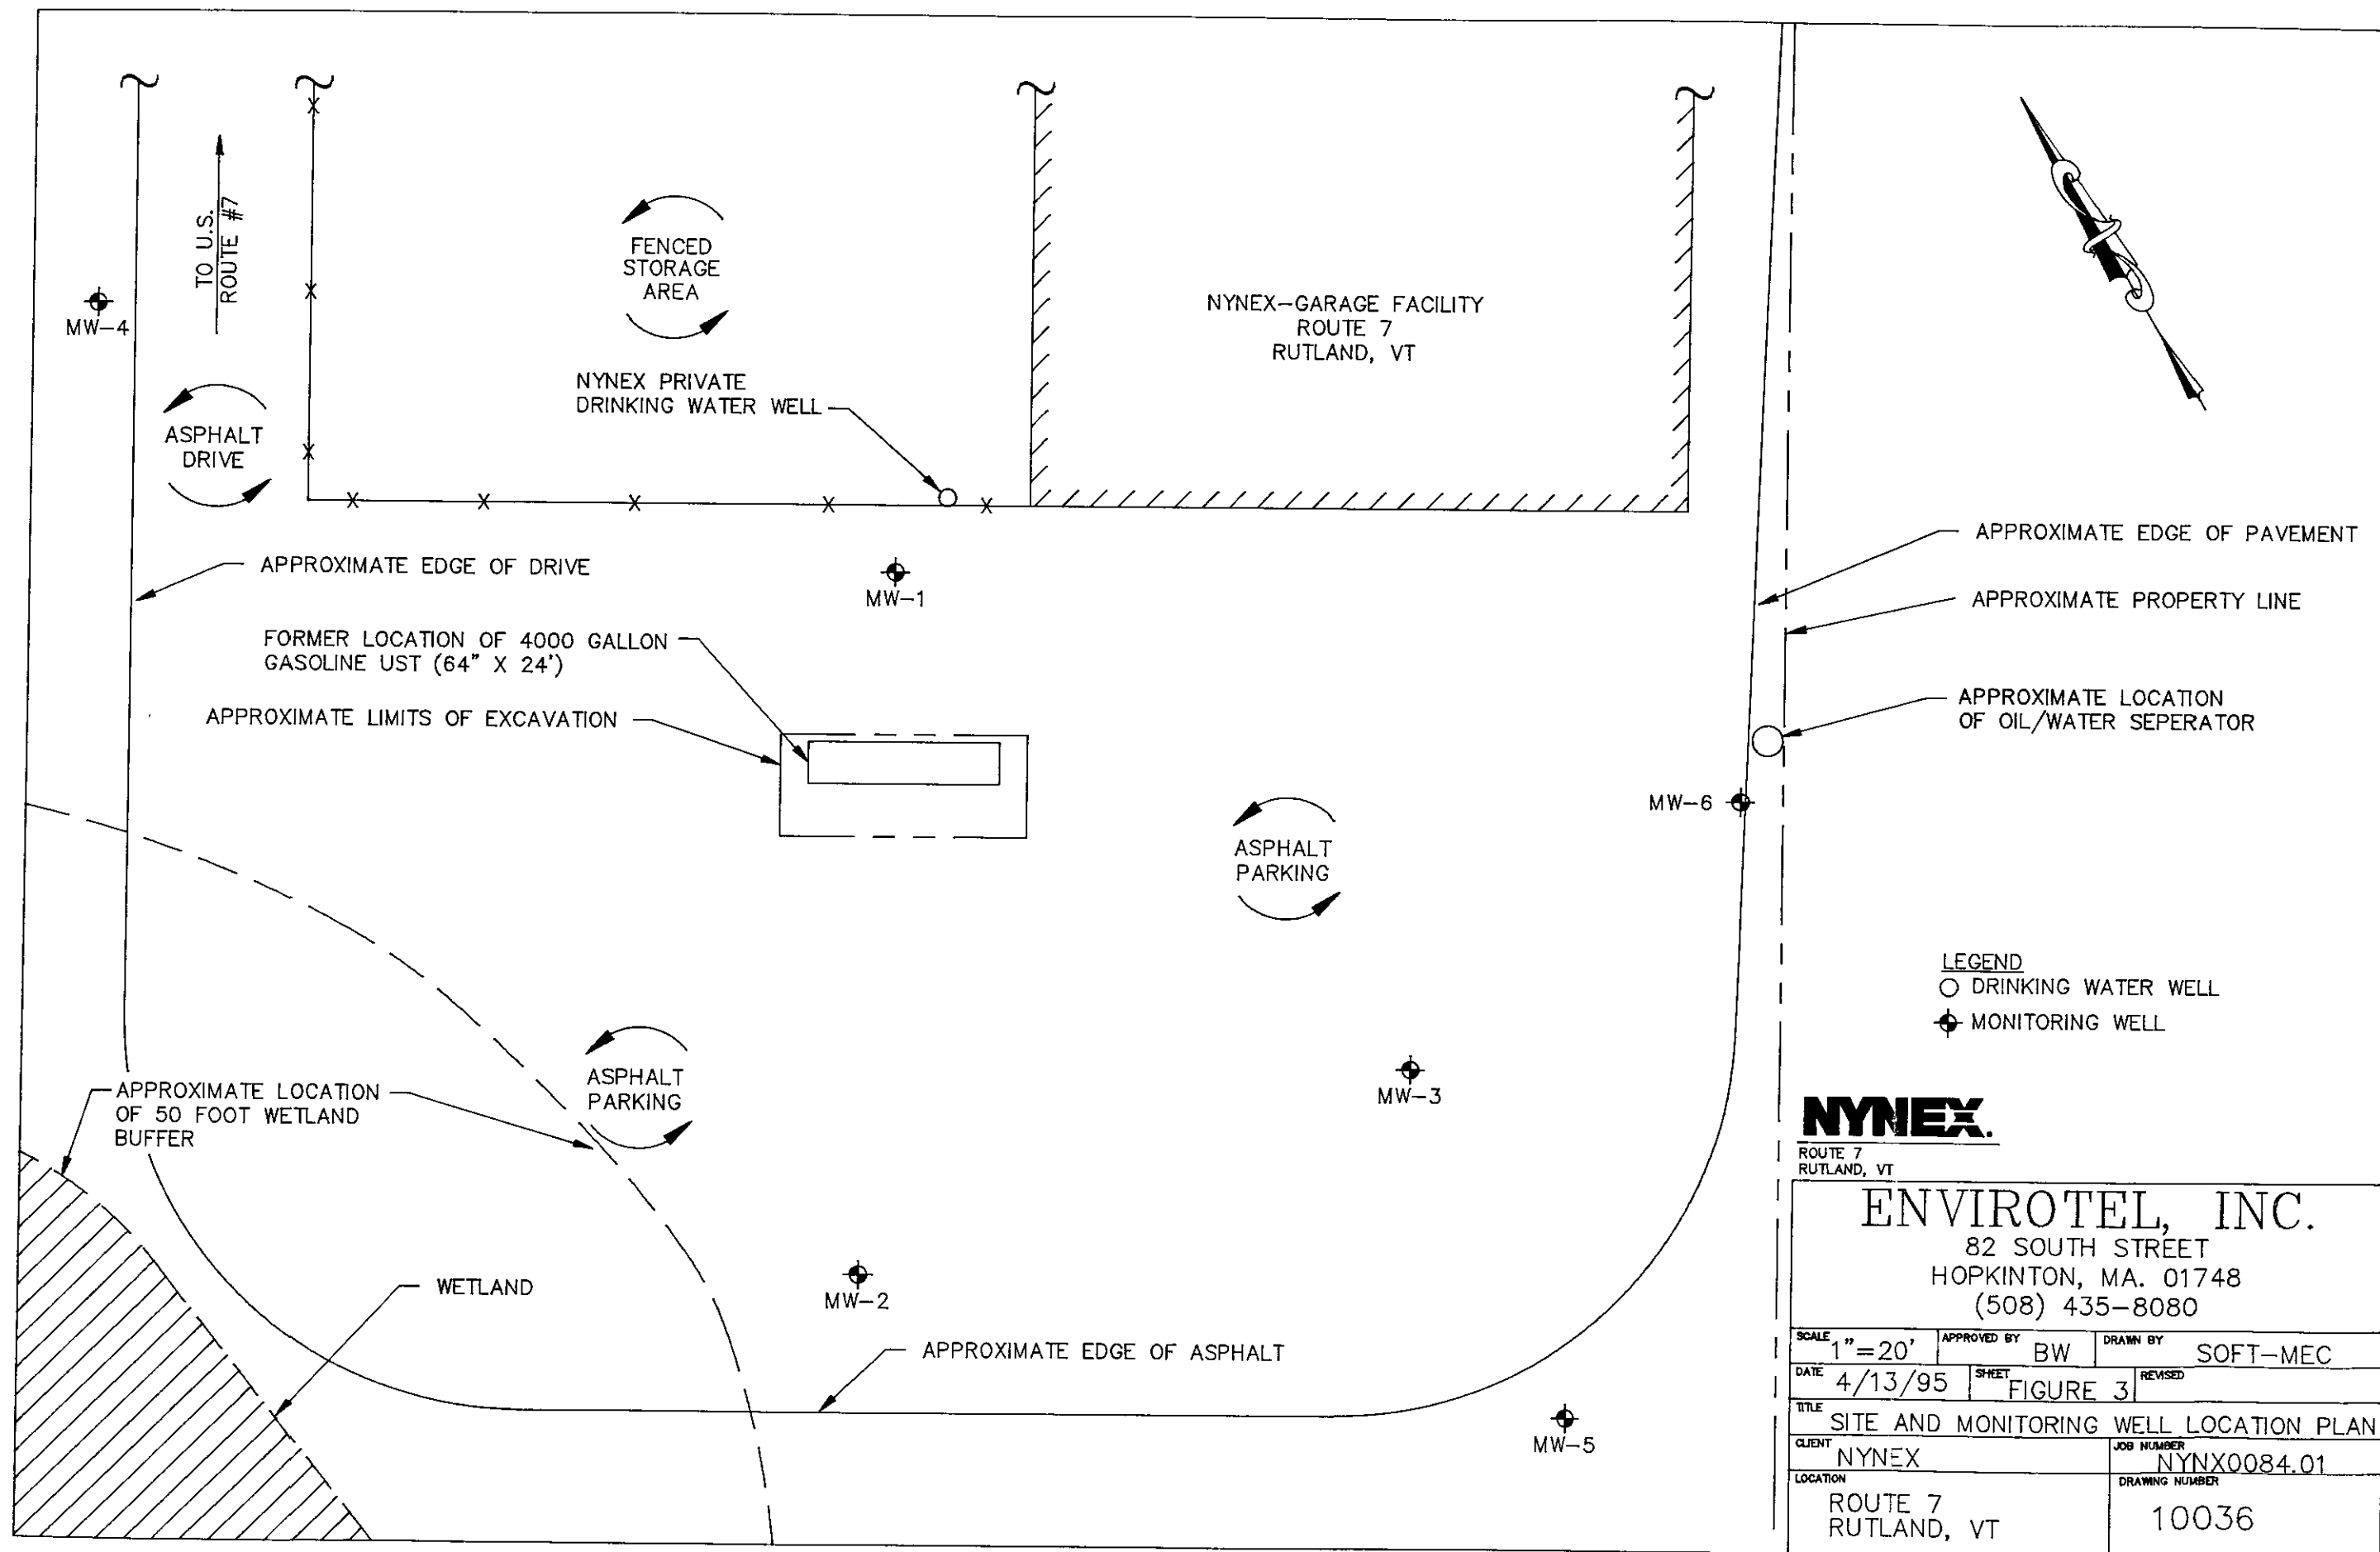 TO U.S.
ROUTE #7
MW-4
FENCED
STORAGE
AREA
NYNEX-GARAGE FACILITY
ROUTE 7
RUTLAND, VT
NYNEX PRIVATE
DRINKING WATER WELL
ASPHALT
DRIVE
APPROXIMATE EDGE OF DRIVE
MW-1
APPROXIMATE EDGE OF PAVEMENT
APPROXIMATE PROPERTY LINE
FORMER LOCATION OF 4000 GALLON
GASOLINE UST (64" X 24')
APPROXIMATE LIMITS OF EXCAVATION
APPROXIMATE LOCATION
OF OIL/WATER SEPERATOR
MW-6
ASPHALT
PARKING
LEGEND
DRINKING WATER WELL
MONITORING WELL
ASPHALT
PARKING
APPROXIMATE LOCATION
OF 50 FOOT WETLAND
BUFFER
MW-3
WETLAND
MW-2
APPROXIMATE EDGE OF ASPHALT
MW-5
NYNEX.
ROUTE 7
RUTLAND, VT
ENVIROTEL, INC.
82 SOUTH STREET
HOPKINTON, MA. 01748
(508) 435-8080
SCALE 1"=20' APPROVED BY BW DRAWN BY SOFT-MEC
DATE 4/13/95 SHEET FIGURE 3 REVISED
TITLE SITE AND MONITORING WELL LOCATION PLAN
CLIENT NYNEX JOB NUMBER NYNX0084.01
LOCATION ROUTE 7 RUTLAND, VT DRAWING NUMBER 10036